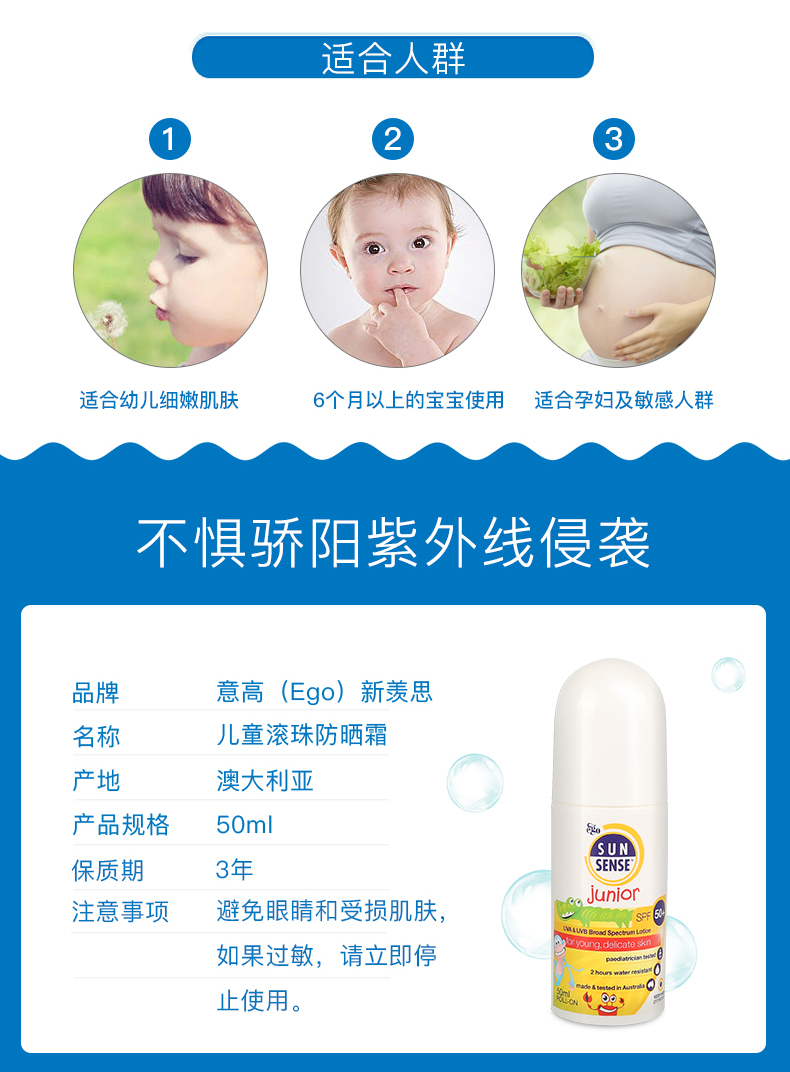 适合人群
1
2
3
适合幼儿细嫩肌肤
6个月以上的宝宝使用
适合孕妇及敏感人群
不惧骄阳紫外线侵袭
品牌 意高（Ego）新羡思
名称 儿童滚珠防晒霜
产地 澳大利亚
产品规格 50ml
保质期 3年
注意事项 避免眼睛和受损肌肤，
如果过敏，请立即停
止使用。
Ego
SUN
SENSE™
junior
SPF 50+
UVA & UVB Broad Spectrum Lotion
for young, delicate skin
paediatrician tested
2 hours water resistant
made & tested in Australia
50ml
ROLL-ON